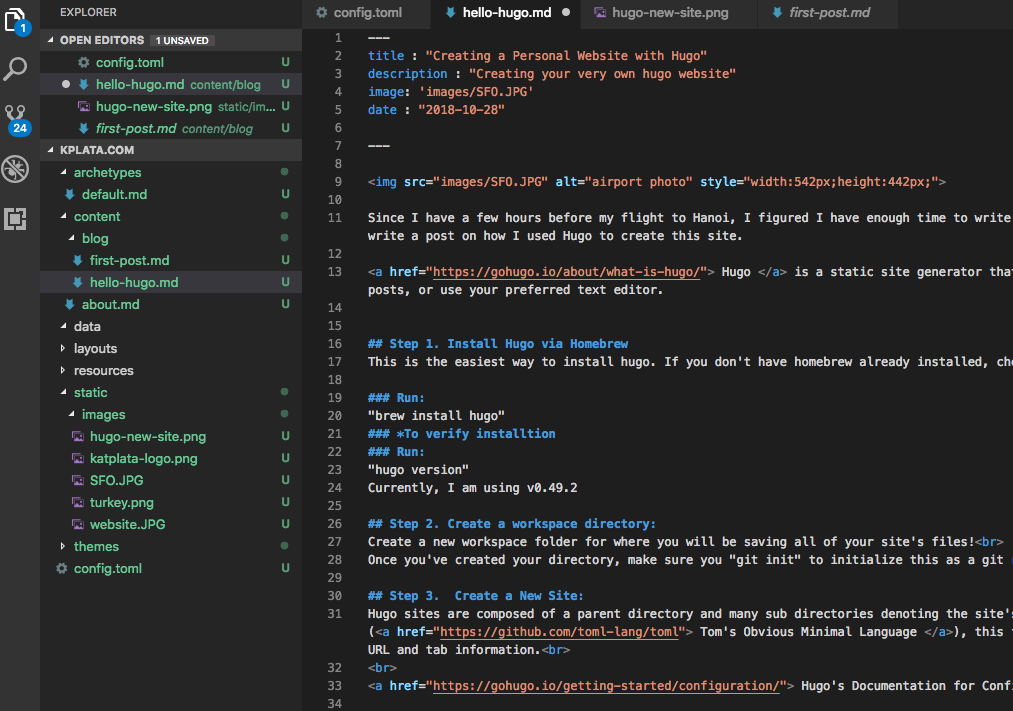 EXPLORER
1
OPEN EDITORS 1 UNSAVED
config.toml U
hello-hugo.md content/blog U
hugo-new-site.png static/im... U
first-post.md content/blog U
24
KPLATA.COM
archetypes
default.md U
content
blog
first-post.md U
hello-hugo.md U
about.md U
data
layouts
resources
static
images
hugo-new-site.png U
katplata-logo.png U
SFO.JPG U
turkey.png U
website.JPG U
themes
config.toml U
config.toml hello-hugo.md hugo-new-site.png first-post.md
1 ---
2 title : "Creating a Personal Website with Hugo"
3 description : "Creating your very own hugo website"
4 image: 'images/SFO.JPG'
5 date : "2018-10-28"
6
7 ---
8
9 <img src="images/SFO.JPG" alt="airport photo" style="width:542px;height:442px;">
10
11 Since I have a few hours before my flight to Hanoi, I figured I have enough time to write
write a post on how I used Hugo to create this site.
12
13 <a href="https://gohugo.io/about/what-is-hugo/"> Hugo </a> is a static site generator tha
posts, or use your preferred text editor.
14
15
16 ## Step 1. Install Hugo via Homebrew
17 This is the easiest way to install hugo. If you don't have homebrew already installed, che
18
19 ### Run:
20 "brew install hugo"
21 ### *To verify installtion
22 ### Run:
23 "hugo version"
24 Currently, I am using v0.49.2
25
26 ## Step 2. Create a workspace directory:
27 Create a new workspace folder for where you will be saving all of your site's files!<br>
28 Once you've created your directory, make sure you "git init" to initialize this as a git
29
30 ## Step 3.  Create a New Site:
31 Hugo sites are composed of a parent directory and many sub directories denoting the site's
(<a href="https://github.com/toml-lang/toml"> Tom's Obvious Minimal Language </a>), this
URL and tab information.<br>
32 <br>
33 <a href="https://gohugo.io/getting-started/configuration/"> Hugo's Documentation for Conf
34